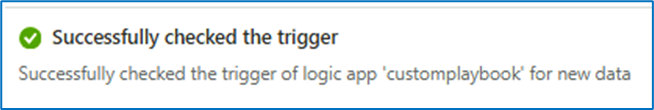 Successfully checked the trigger
Successfully checked the trigger of logic app 'customplaybook' for new data